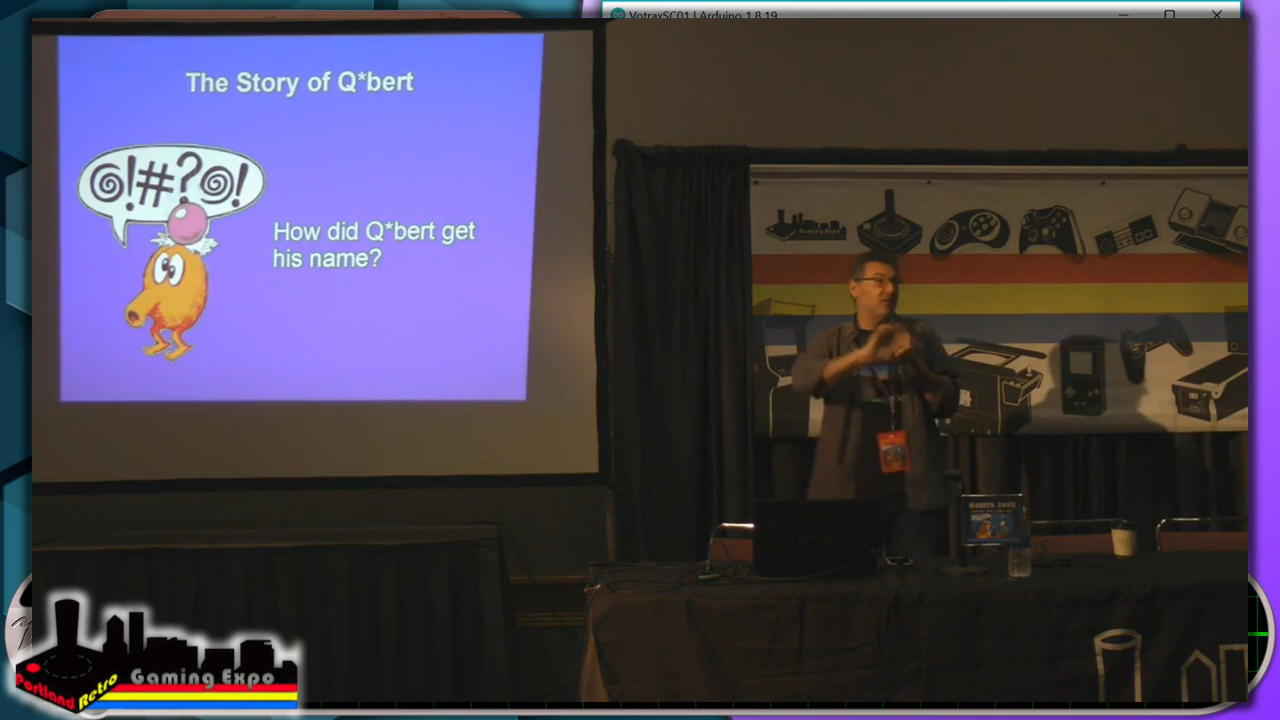 VotraxSC01 | Arduino 1.8.19
The Story of Q*bert
@!#?@!
How did Q*bert get
his name?
Gaming Expo
WARREN DAVIS
Portland Retro
Gaming Expo